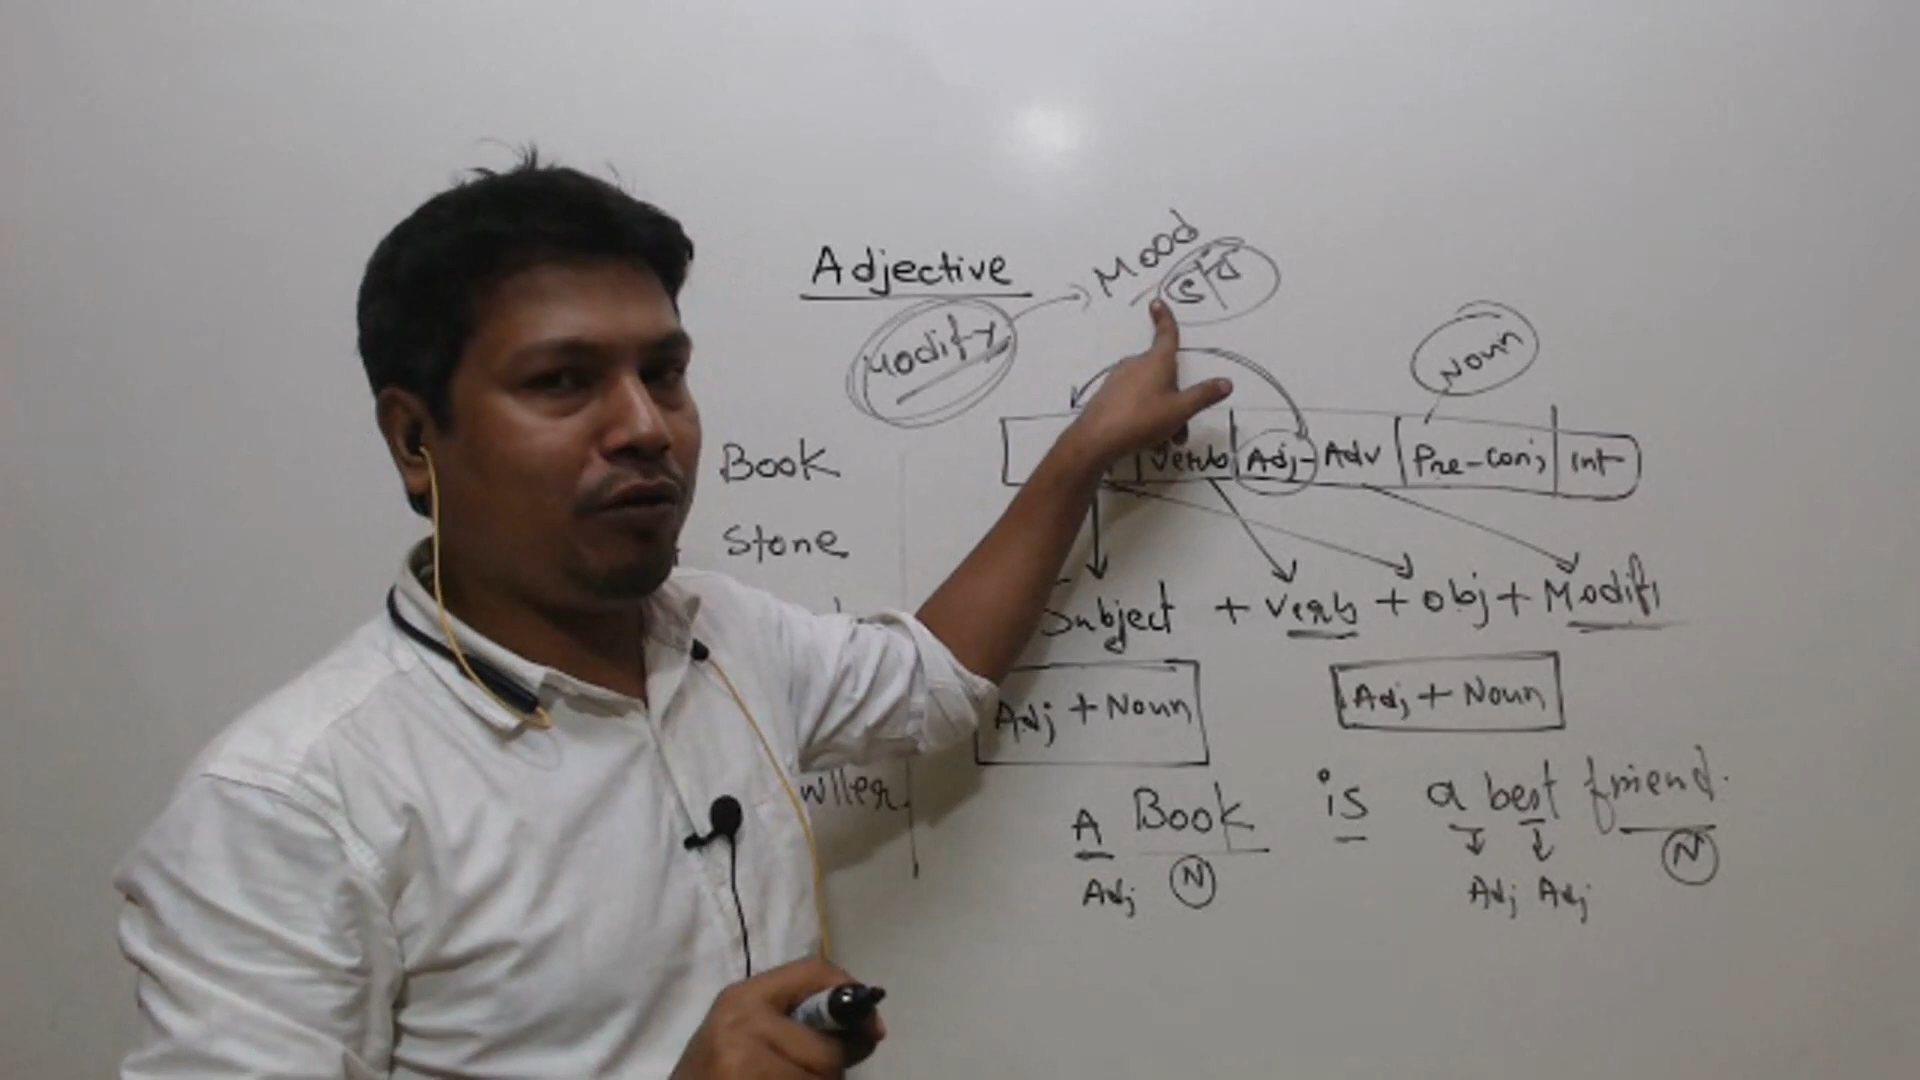 Adjective
Mood
Modify
Noun
Book
Verb Adj- Adv Pre-Conj Int
Stone
Subject + Verb + obj + Modifi
Adj + Noun Adj + Noun
A Book is a best friend.
Adj N Adj Adj N